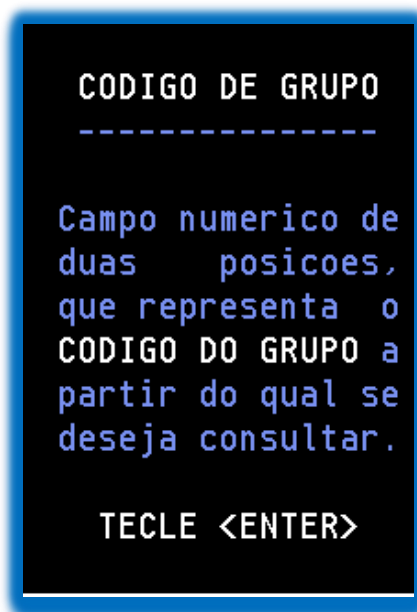 CODIGO DE GRUPO
---------------
Campo numerico de
duas posicoes,
que representa o
CODIGO DO GRUPO a
partir do qual se
deseja consultar.
TECLE <ENTER>